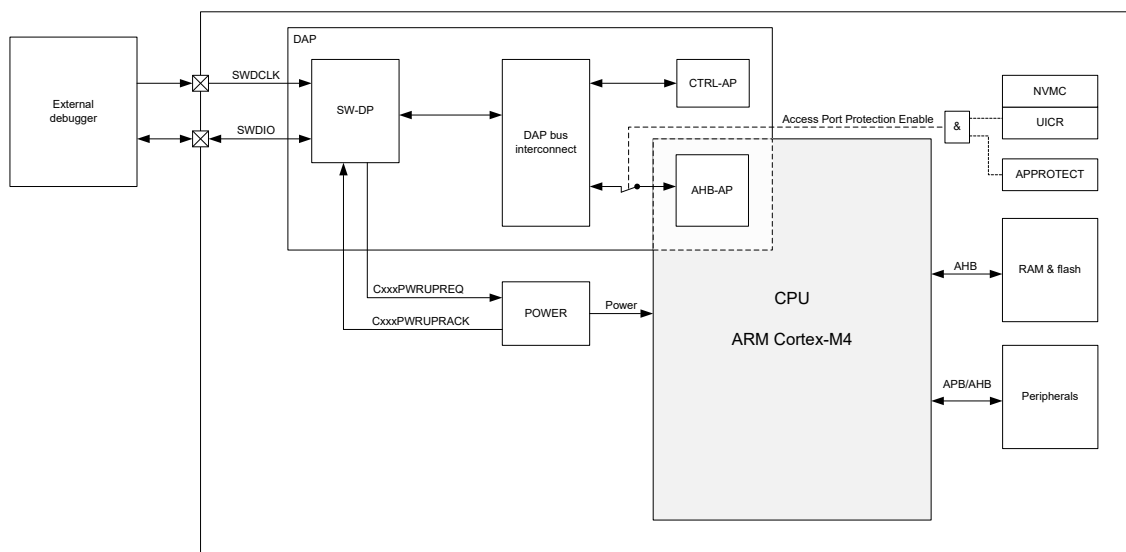 DAP
External
debugger
SWDCLK
SWDIO
SW-DP
DAP bus
interconnect
CTRL-AP
AHB-AP
Access Port Protection Enable
&
NVMC
UICR
APPROTECT
CxxxPWRUPREQ
CxxxPWRUPRACK
POWER
Power
CPU
ARM Cortex-M4
AHB
RAM & flash
APB/AHB
Peripherals